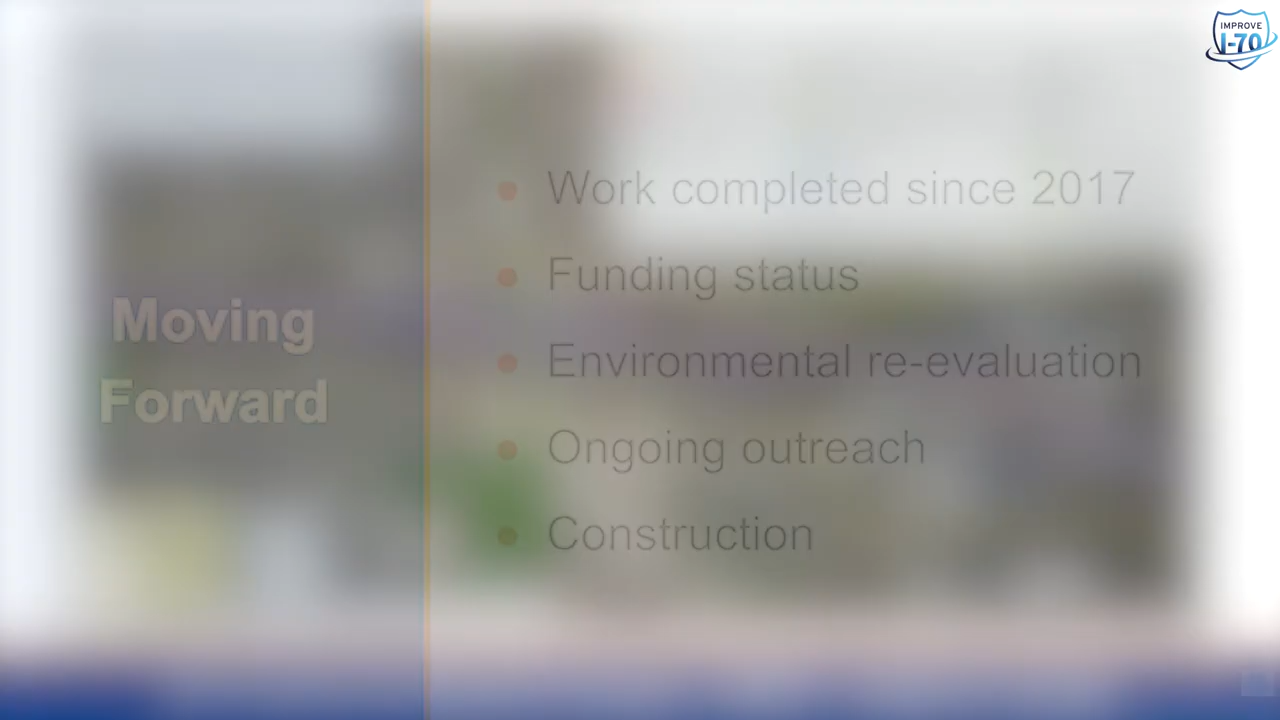 IMPROVE
I-70
Moving
Forward
Work completed since 2017
Funding status
Environmental re-evaluation
Ongoing outreach
Construction